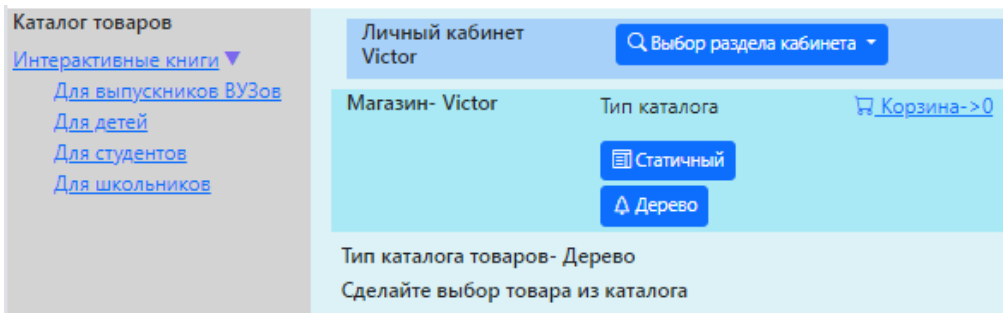 Каталог товаров
Интерактивные книги ▼
Для выпускников ВУЗов
Для детей
Для студентов
Для школьников
Личный кабинет
Victor
Выбор раздела кабинета
Магазин- Victor
Тип каталога
Корзина->0
Статичный
Дерево
Тип каталога товаров- Дерево
Сделайте выбор товара из каталога